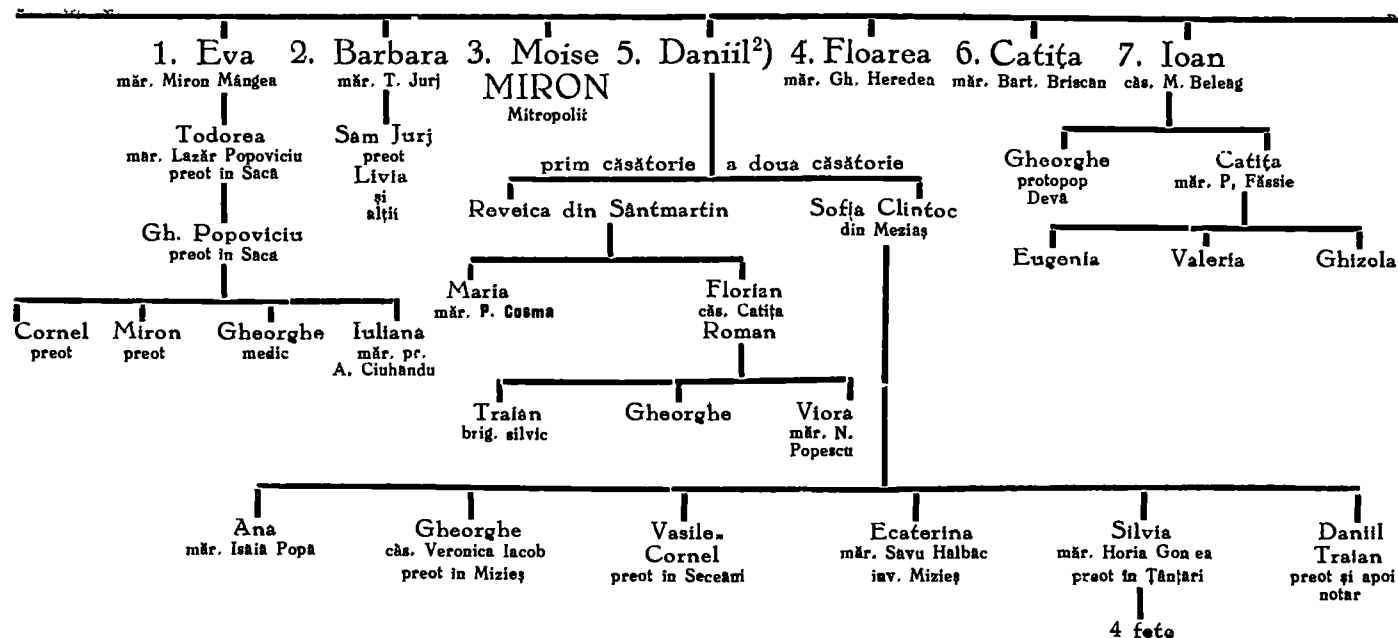 1. Eva
măr. Miron Mângea
2. Barbara
măr. T. Jurj
3. Moise
MIRON
Mitropolit
5. Daniil²)
4. Floarea
măr. Gh. Heredea
6. Catița
măr. Bart. Briscan
7. Ioan
căs. M. Beleag
Todorea
măr. Lazăr Popoviciu
preot in Sacă
Sam Jurj
preot
Livia
și
alții
prim căsătorie
a doua căsătorie
Gheorghe
protopop
Deva
Catița
măr. P, Făssie
Reveica din Sântmartin
Sofia Clintoc
din Meziaș
Gh. Popoviciu
preot in Saca
Eugenia
Valeria
Ghizola
Maria
măr. P. Cosma
Florian
căs. Catița
Roman
Cornel
preot
Miron
preot
Gheorghe
medic
Iuliana
măr. pr.
A. Ciuhandu
Traian
brig. silvic
Gheorghe
Viora
măr. N.
Popescu
Ana
măr. Isaia Popa
Gheorghe
căs. Veronica Iacob
preot in Mizieș
Vasile-
Cornel
preot in Seceani
Ecaterina
măr. Savu Halbac
inv. Mizieș
Silvia
măr. Horia Gon ea
preot în Țânțari
Daniil
Traian
preot și apoi
notar
4 fete